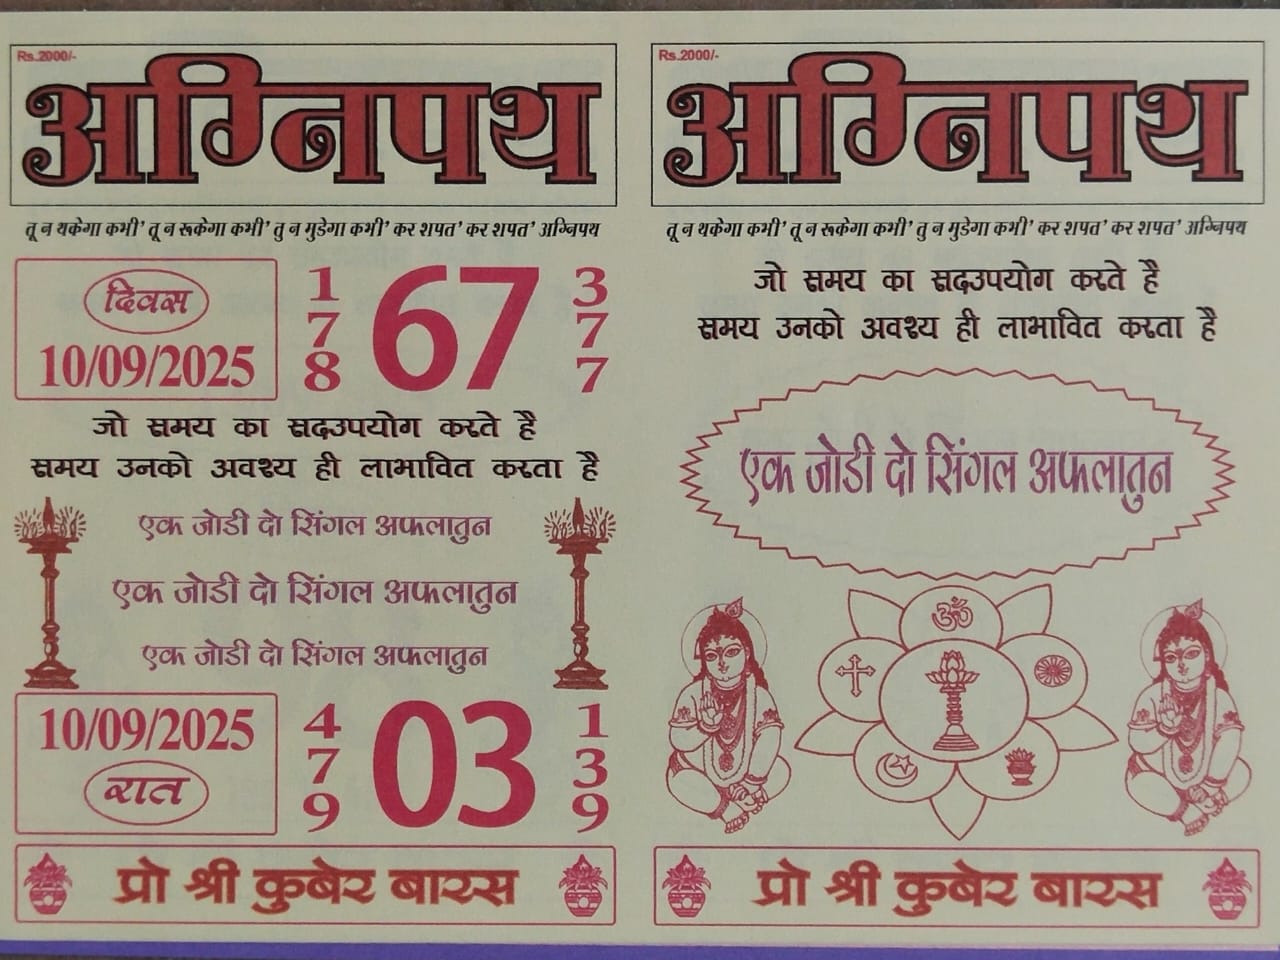 Rs.2000/-
अग्निपथ
तू न थकेगा कभी' तू न रूकेगा कभी' तु न मुडेगा कभी' कर शपत' कर शपत' अग्निपथ
दिवस
10/09/2025
1
7
8
67
3
7
7
जो समय का सदउपयोग करते है
समय उनको अवश्य ही लाभावित करता है
एक जोडी दो सिंगल अफलातुन
एक जोडी दो सिंगल अफलातुन
एक जोडी दो सिंगल अफलातुन
10/09/2025
रात
4
7
9
03
1
3
9
प्रो श्री कुबेर बारस
Rs.2000/-
अग्निपथ
तू न थकेगा कभी' तू न रूकेगा कभी' तु न मुडेगा कभी' कर शपत' कर शपत' अग्निपथ
जो समय का सदउपयोग करते है
समय उनको अवश्य ही लाभावित करता है
एक जोडी दो सिंगल अफलातुन
ॐ
प्रो श्री कुबेर बारस